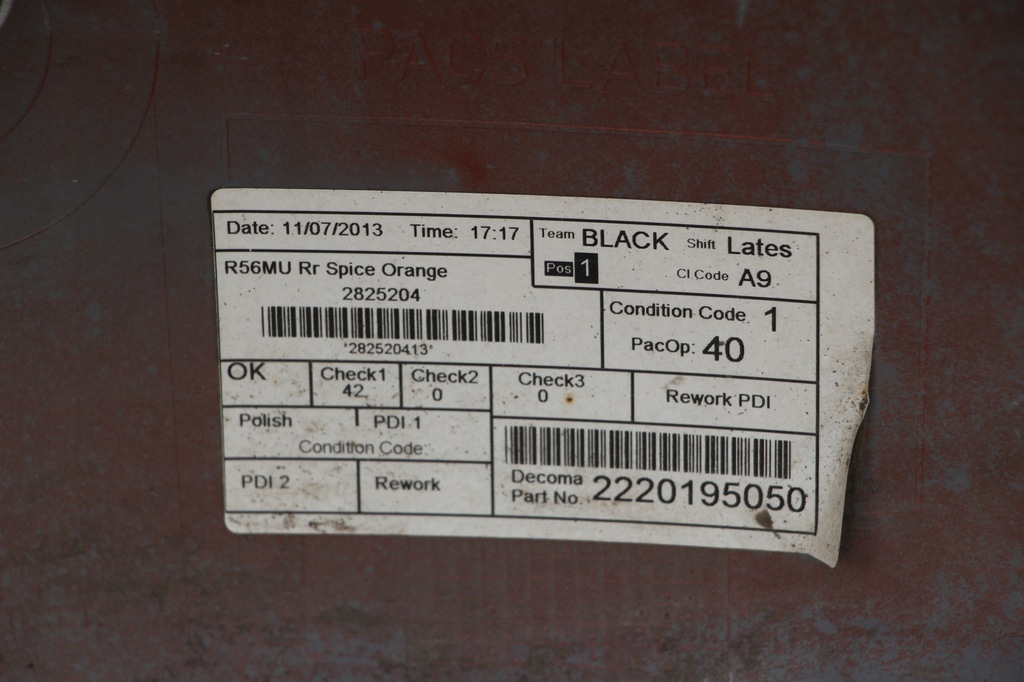 PACS LABEL
Date: 11/07/2013 Time: 17:17
Team BLACK Shift Lates
Pos 1 CI Code A9
R56MU Rr Spice Orange
2825204
*282520413*
Condition Code 1
PacOp: 40
OK
Check1
42
Check2
0
Check3
0
Rework PDI
Polish PDI 1
Condition Code
PDI 2
Rework
Decoma
Part No. 2220195050